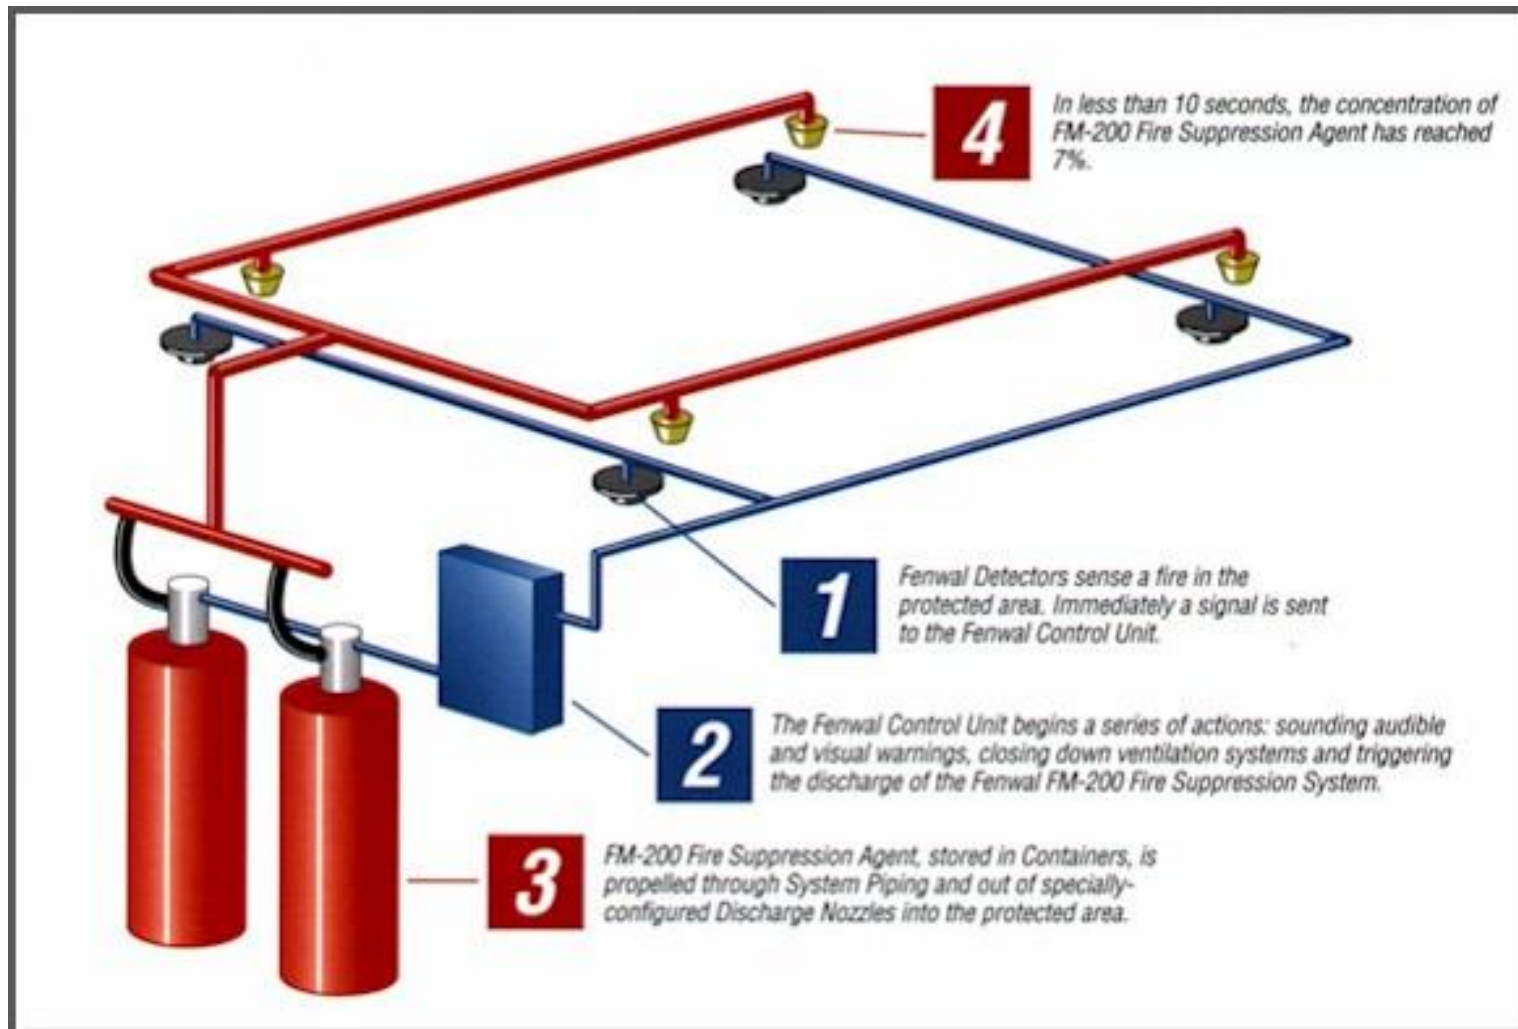 4
In less than 10 seconds, the concentration of
FM-200 Fire Suppression Agent has reached
7%.
1
Fenwal Detectors sense a fire in the
protected area. Immediately a signal is sent
to the Fenwal Control Unit.
2
The Fenwal Control Unit begins a series of actions: sounding audible
and visual warnings, closing down ventilation systems and triggering
the discharge of the Fenwal FM-200 Fire Suppression System.
3
FM-200 Fire Suppression Agent, stored in Containers, is
propelled through System Piping and out of specially-
configured Discharge Nozzles into the protected area.